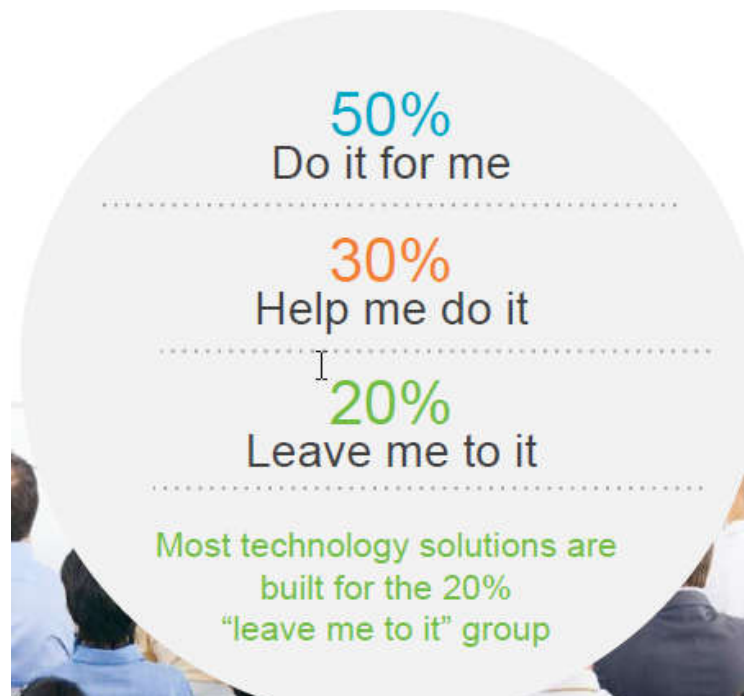 50%
Do it for me
30%
Help me do it
20%
Leave me to it
Most technology solutions are
built for the 20%
“leave me to it” group